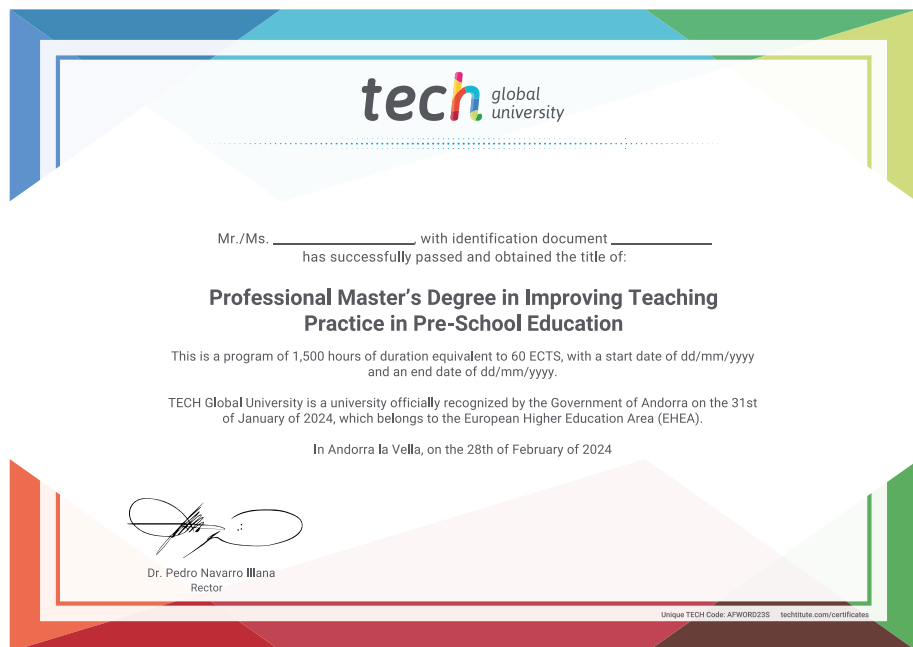 tech global university
Mr./Ms. ____________, with identification document ____________
has successfully passed and obtained the title of:
Professional Master’s Degree in Improving Teaching
Practice in Pre-School Education
This is a program of 1,500 hours of duration equivalent to 60 ECTS, with a start date of dd/mm/yyyy
and an end date of dd/mm/yyyy.
TECH Global University is a university officially recognized by the Government of Andorra on the 31st
of January of 2024, which belongs to the European Higher Education Area (EHEA).
In Andorra la Vella, on the 28th of February of 2024
Dr. Pedro Navarro Illana
Rector
Unique TECH Code: AFWORD23S techtitute.com/certificates